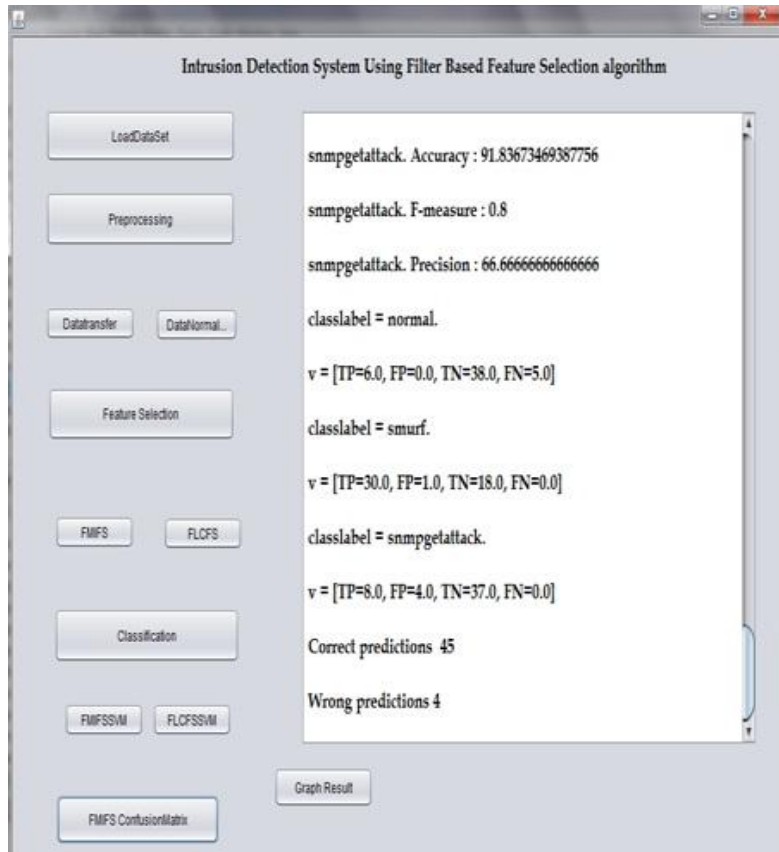 Intrusion Detection System Using Filter Based Feature Selection algorithm
LoadDataSet
Preprocessing
Datatransfer
DataNormal...
Feature Selection
FMIFS
FLCFS
Classification
FMIFSSVM
FLCFSSVM
FMIFS ConfusionMatrix
snmpgetattack. Accuracy : 91.83673469387756
snmpgetattack. F-measure : 0.8
snmpgetattack. Precision : 66.66666666666666
classlabel = normal.
v = [TP=6.0, FP=0.0, TN=38.0, FN=5.0]
classlabel = smurf.
v = [TP=30.0, FP=1.0, TN=18.0, FN=0.0]
classlabel = snmpgetattack.
v = [TP=8.0, FP=4.0, TN=37.0, FN=0.0]
Correct predictions 45
Wrong predictions 4
Graph Result